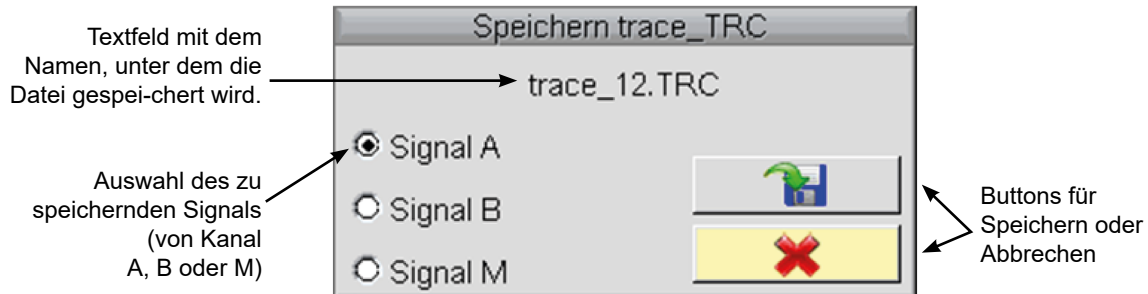 Speichern trace_TRC
Textfeld mit dem
Namen, unter dem die
Datei gespei-chert wird.
trace_12.TRC
Signal A
Signal B
Signal M
Auswahl des zu
speichernden Signals
(von Kanal
A, B oder M)
Buttons für
Speichern oder
Abbrechen